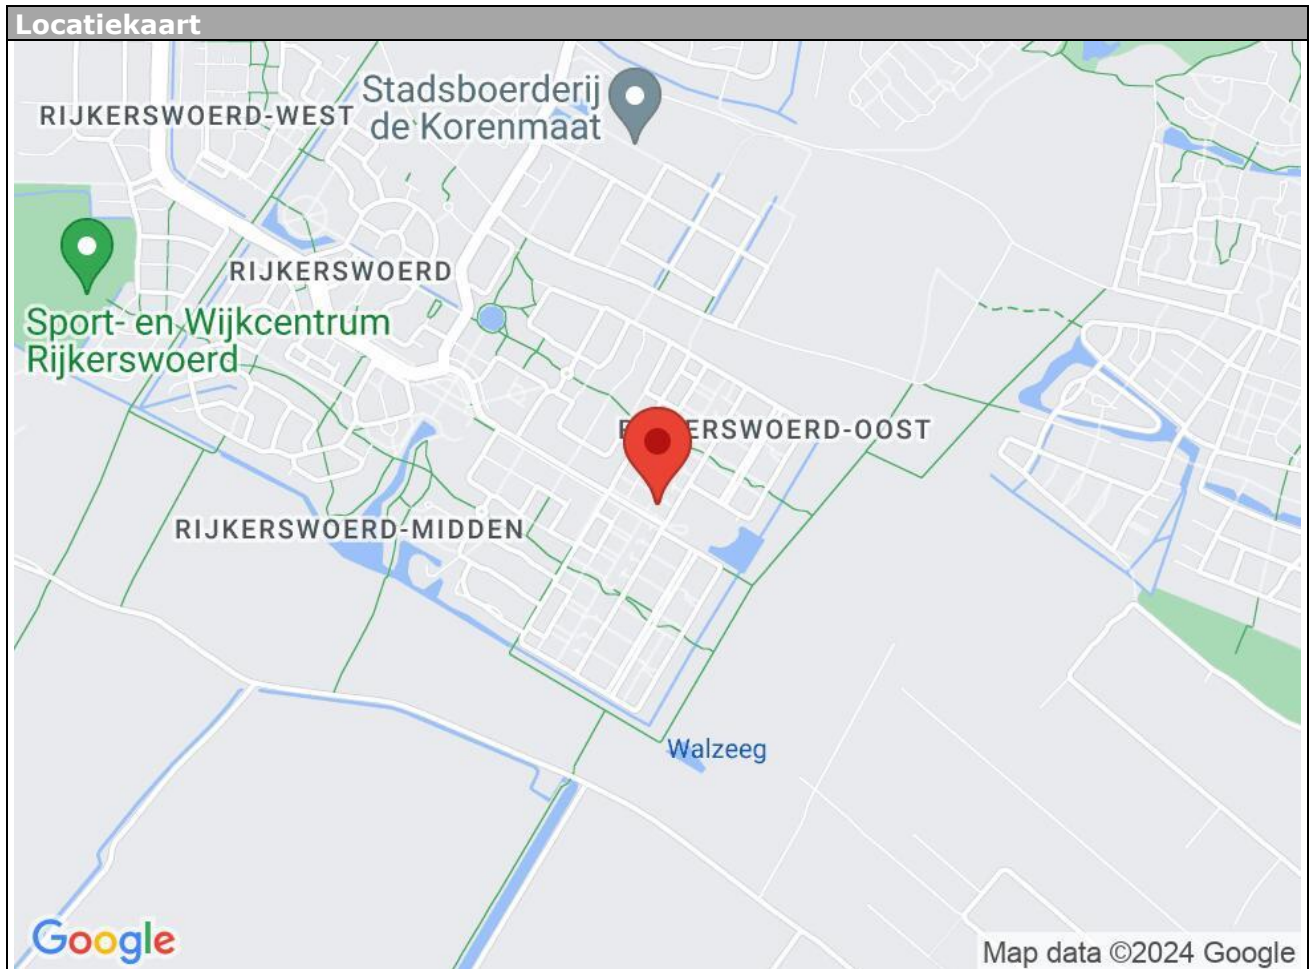 Locatiekaart
Stadsboerderij
de Korenmaat
RIJKERSWOERD-WEST
RIJKERSWOERD
Sport- en Wijkcentrum
Rijkerswoerd
ERSWOERD-OOST
RIJKERSWOERD-MIDDEN
Walzeeg
Google
Map data ©2024 Google